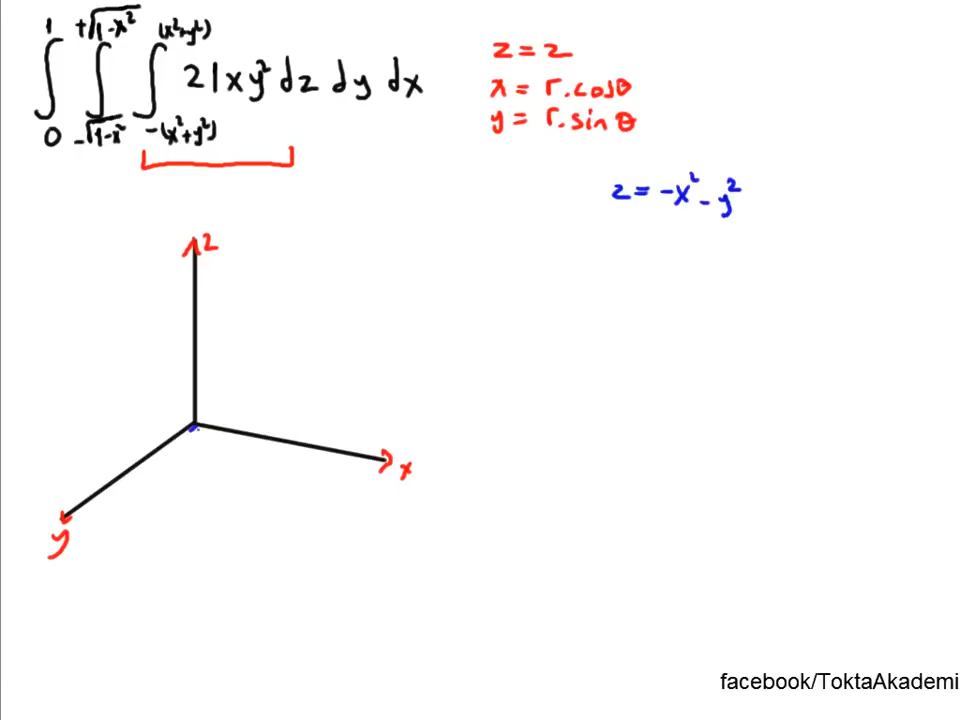 ∫₀¹ ∫_{-√(1-x²)}^{+√(1-x²)} ∫_{-(x²+y²)}^{(x²+y²)} 21xy² dz dy dx
z = z
x = r.cosθ
y = r.sinθ
z = -x² - y²
z
x
y
facebook/ToktaAkademi